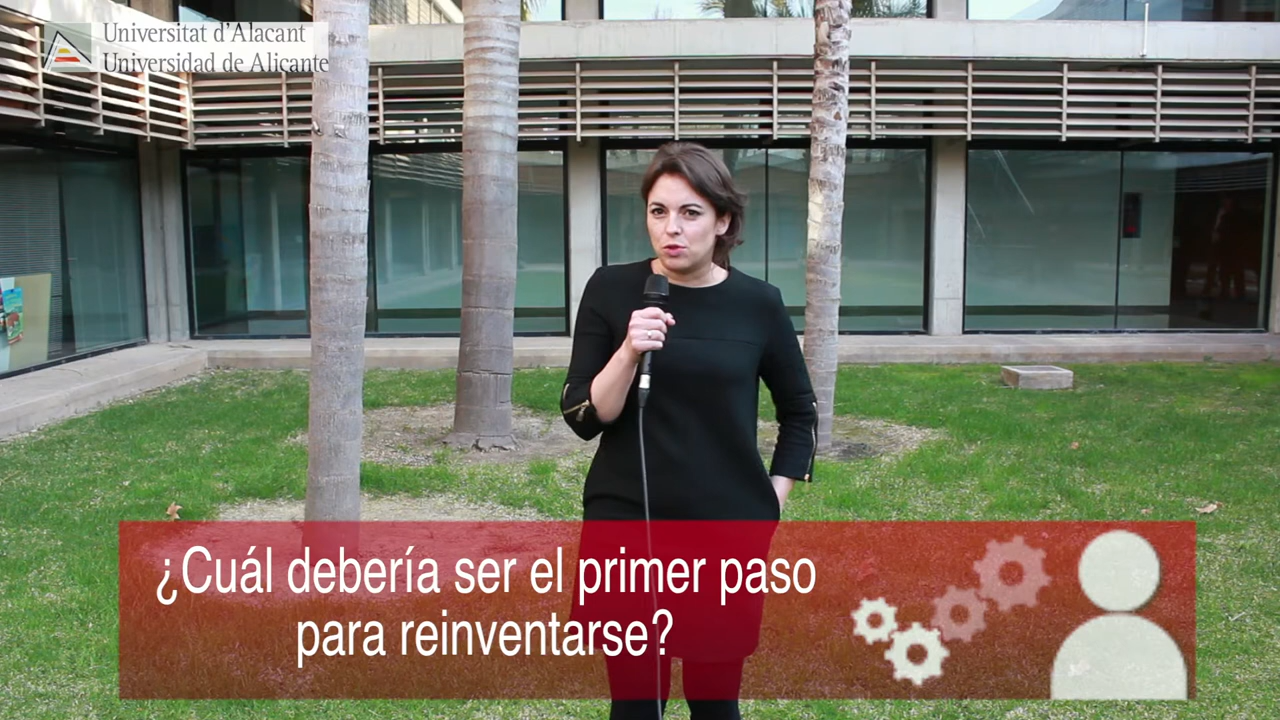 Universitat d'Alacant
Universidad de Alicante
¿Cuál debería ser el primer paso
para reinventarse?